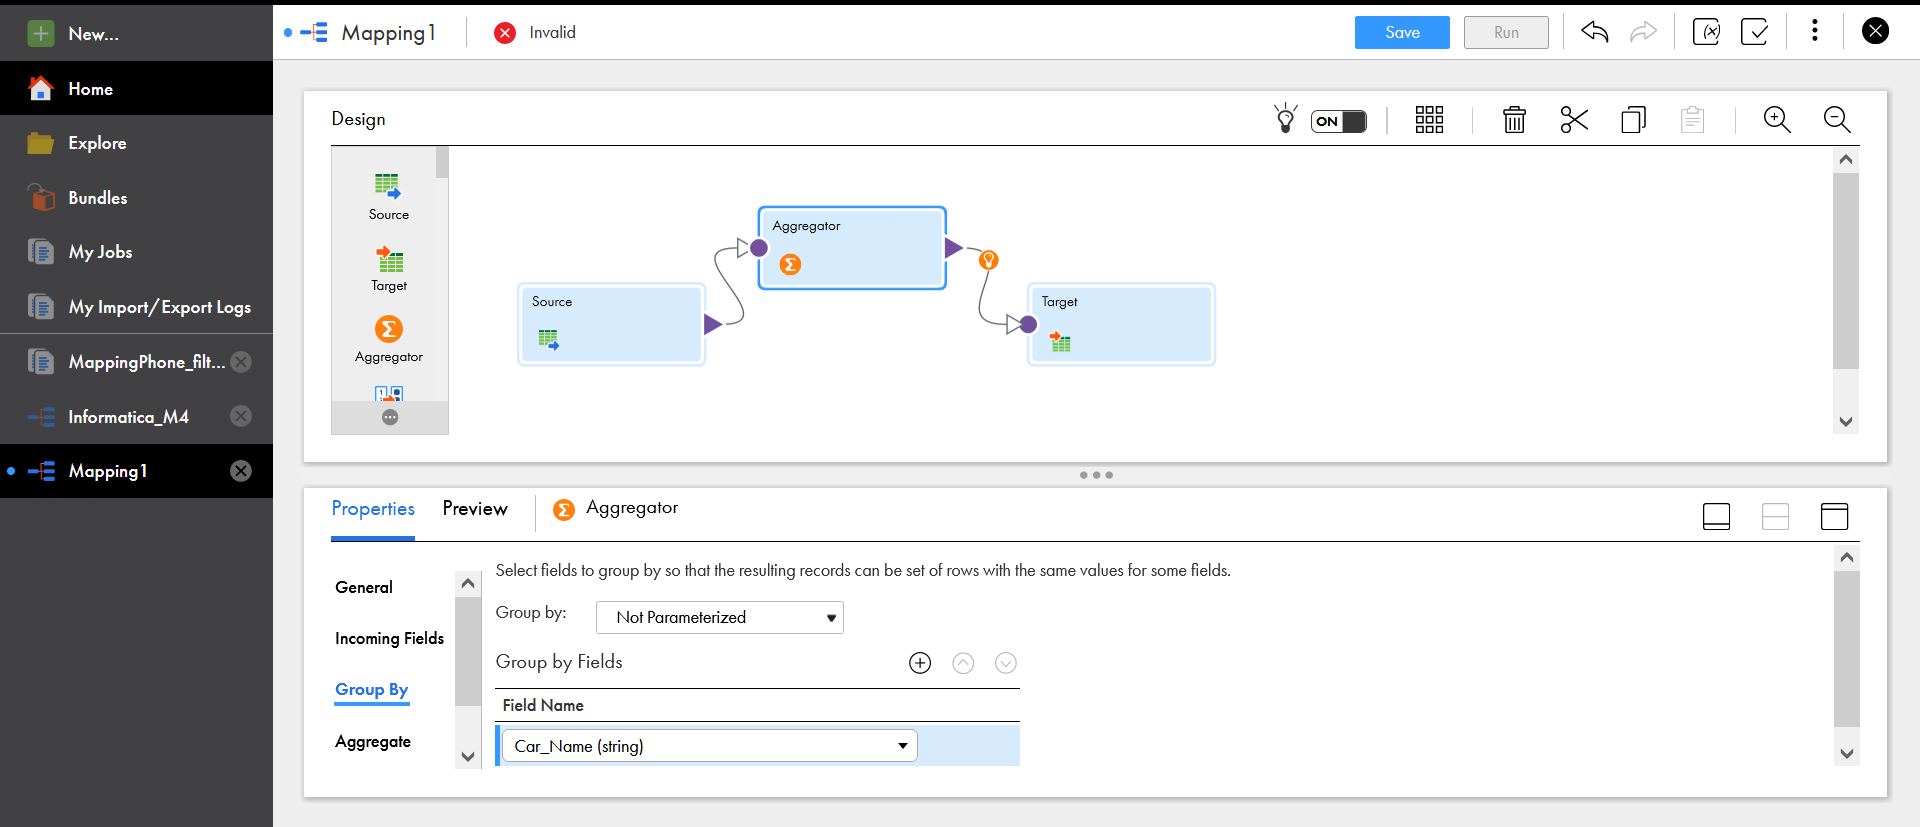 New...
Home
Explore
Bundles
My Jobs
My Import/Export Logs
MappingPhone_filt...
Informatica_M4
Mapping1
Mapping1
Invalid
Save
Run
Design
ON
Source
Target
Aggregator
Source
Aggregator
Target
Properties
Preview
Aggregator
General
Incoming Fields
Group By
Aggregate
Select fields to group by so that the resulting records can be set of rows with the same values for some fields.
Group by:
Not Parameterized
Group by Fields
Field Name
Car_Name (string)